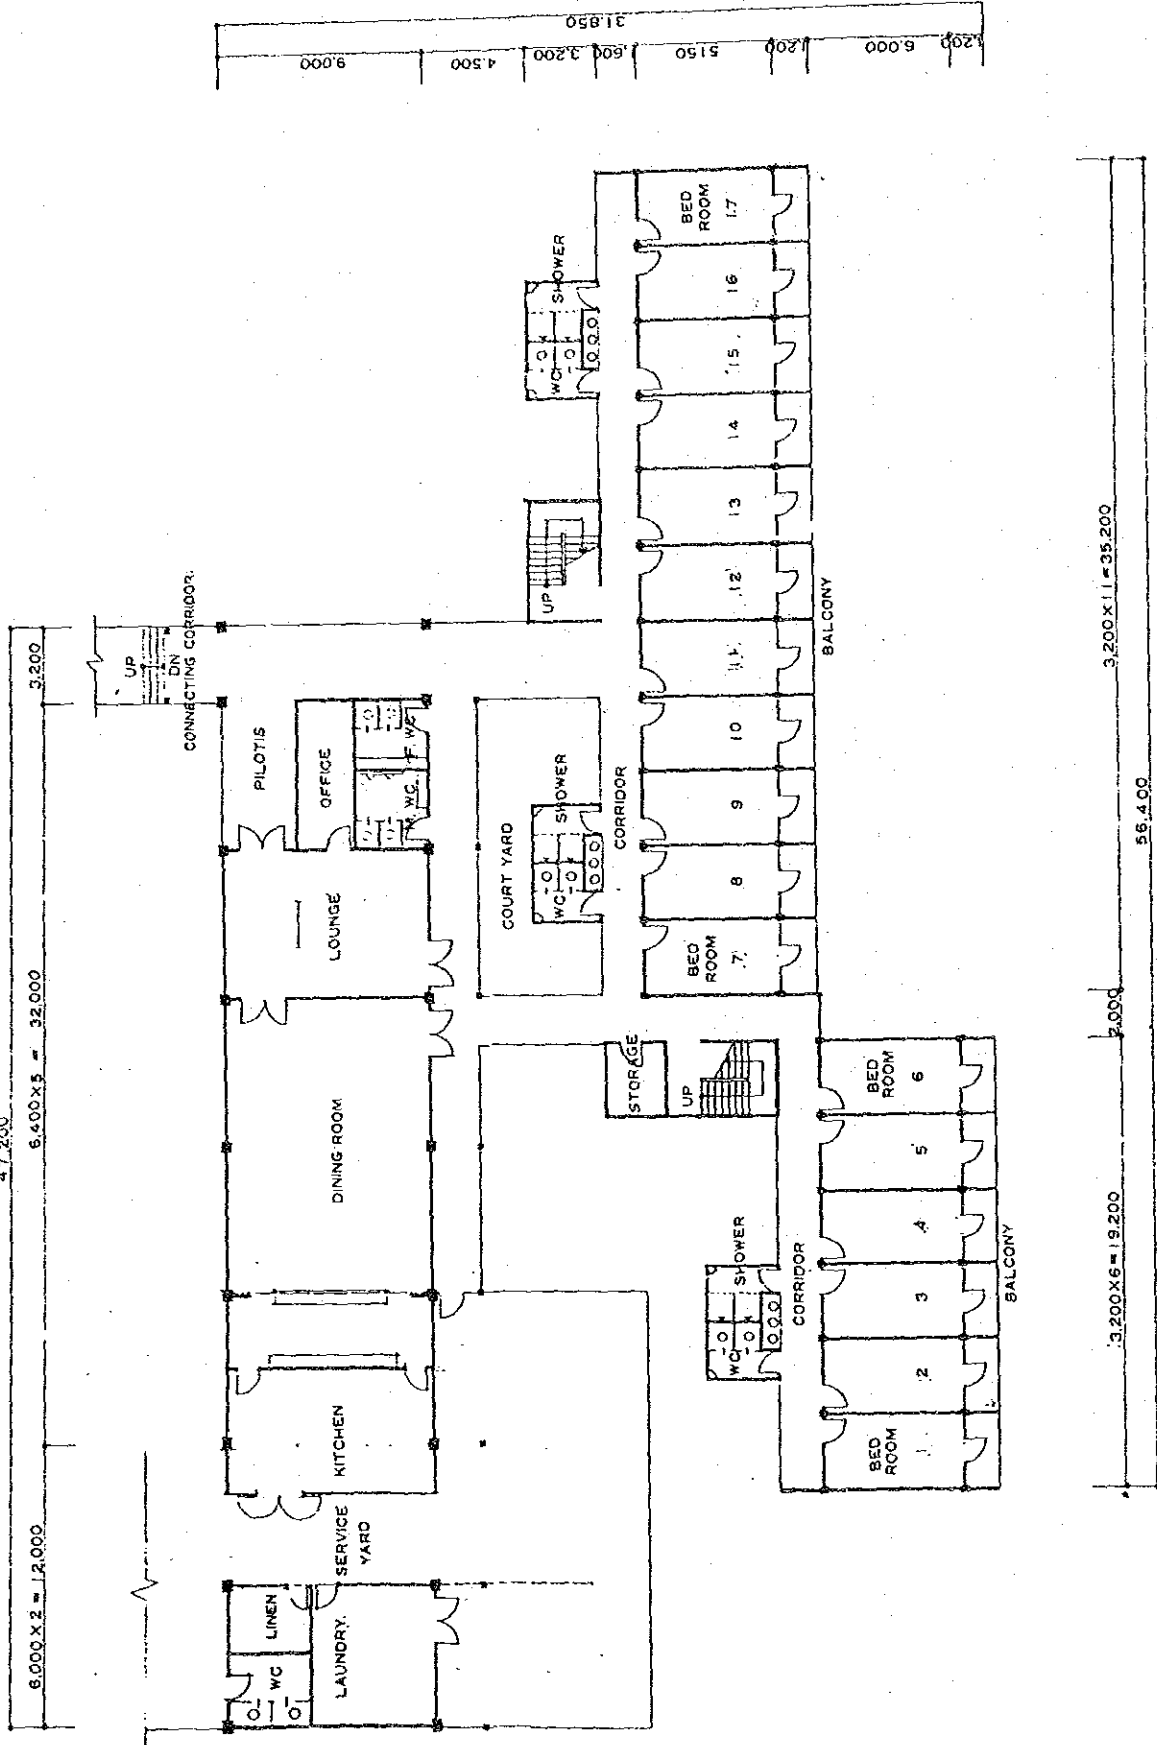 31.850
9,000
4.500
3,200
1,600
5150
1,200
6,000
1,200
47,200
6,000 X 2 = 12,000
6,400 X 5 = 32,000
3,200
UP
DN
CONNECTING CORRIDOR.
PILOTIS
OFFICE
M. WC
F. WC
LOUNGE
DINING ROOM
KITCHEN
SERVICE
YARD
LINEN
WC
LAUNDRY.
COURT YARD
WC
SHOWER
CORRIDOR
UP
WC
SHOWER
BED
ROOM
17
16
15
14
13
12
11
10
9
8
BED
ROOM
7
BALCONY
STORAGE
UP
WC
SHOWER
CORRIDOR
BED
ROOM
6
5
4
3
2
BED
ROOM
1
BALCONY
3,200 X 11 = 35,200
2,000
3,200 X 6 = 19,200
56,400